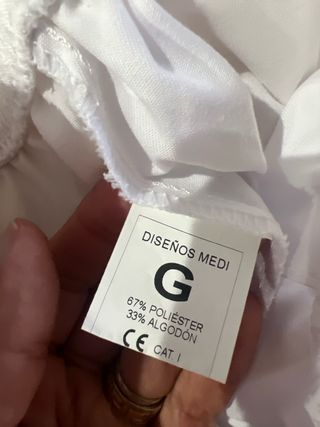 DISEÑOS MEDI
G
67% POLIÉSTER
33% ALGODÓN
CE CAT I